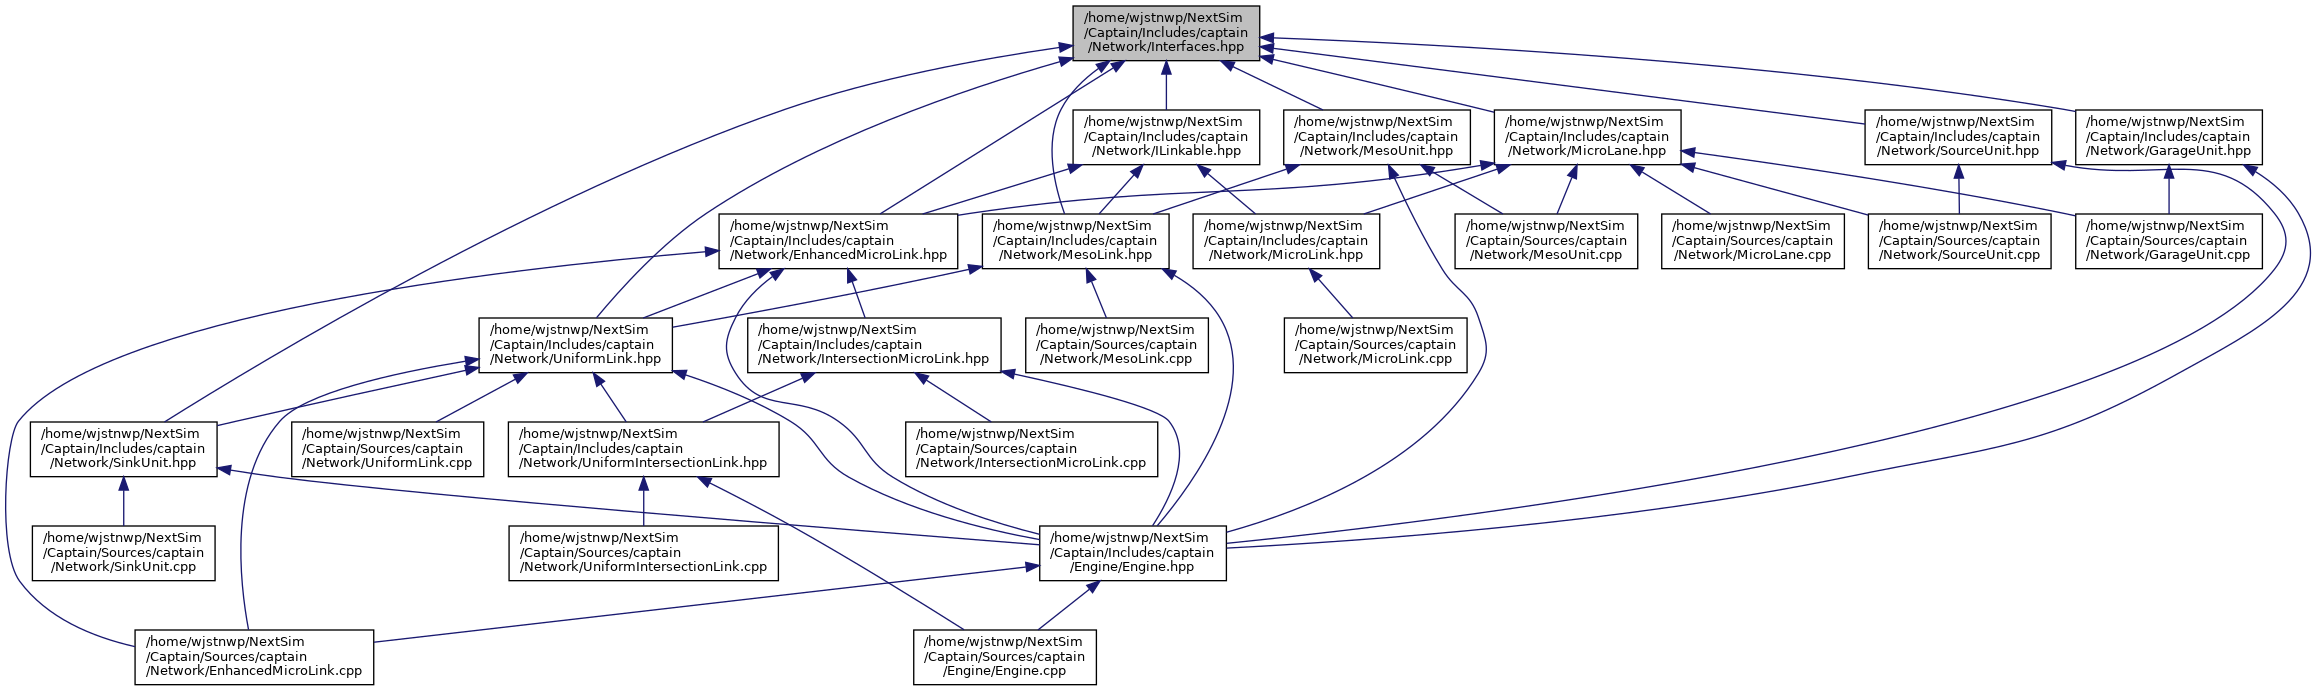 /home/wjstnwp/NextSim
/Captain/Includes/captain
/Network/Interfaces.hpp
/home/wjstnwp/NextSim
/Captain/Includes/captain
/Network/ILinkable.hpp
/home/wjstnwp/NextSim
/Captain/Includes/captain
/Network/MesoUnit.hpp
/home/wjstnwp/NextSim
/Captain/Includes/captain
/Network/MicroLane.hpp
/home/wjstnwp/NextSim
/Captain/Includes/captain
/Network/SourceUnit.hpp
/home/wjstnwp/NextSim
/Captain/Includes/captain
/Network/GarageUnit.hpp
/home/wjstnwp/NextSim
/Captain/Includes/captain
/Network/EnhancedMicroLink.hpp
/home/wjstnwp/NextSim
/Captain/Includes/captain
/Network/MesoLink.hpp
/home/wjstnwp/NextSim
/Captain/Includes/captain
/Network/MicroLink.hpp
/home/wjstnwp/NextSim
/Captain/Sources/captain
/Network/MesoUnit.cpp
/home/wjstnwp/NextSim
/Captain/Sources/captain
/Network/MicroLane.cpp
/home/wjstnwp/NextSim
/Captain/Sources/captain
/Network/SourceUnit.cpp
/home/wjstnwp/NextSim
/Captain/Sources/captain
/Network/GarageUnit.cpp
/home/wjstnwp/NextSim
/Captain/Includes/captain
/Network/UniformLink.hpp
/home/wjstnwp/NextSim
/Captain/Includes/captain
/Network/IntersectionMicroLink.hpp
/home/wjstnwp/NextSim
/Captain/Sources/captain
/Network/MesoLink.cpp
/home/wjstnwp/NextSim
/Captain/Sources/captain
/Network/MicroLink.cpp
/home/wjstnwp/NextSim
/Captain/Includes/captain
/Network/SinkUnit.hpp
/home/wjstnwp/NextSim
/Captain/Sources/captain
/Network/UniformLink.cpp
/home/wjstnwp/NextSim
/Captain/Includes/captain
/Network/UniformIntersectionLink.hpp
/home/wjstnwp/NextSim
/Captain/Sources/captain
/Network/IntersectionMicroLink.cpp
/home/wjstnwp/NextSim
/Captain/Sources/captain
/Network/SinkUnit.cpp
/home/wjstnwp/NextSim
/Captain/Sources/captain
/Network/UniformIntersectionLink.cpp
/home/wjstnwp/NextSim
/Captain/Includes/captain
/Engine/Engine.hpp
/home/wjstnwp/NextSim
/Captain/Sources/captain
/Network/EnhancedMicroLink.cpp
/home/wjstnwp/NextSim
/Captain/Sources/captain
/Engine/Engine.cpp